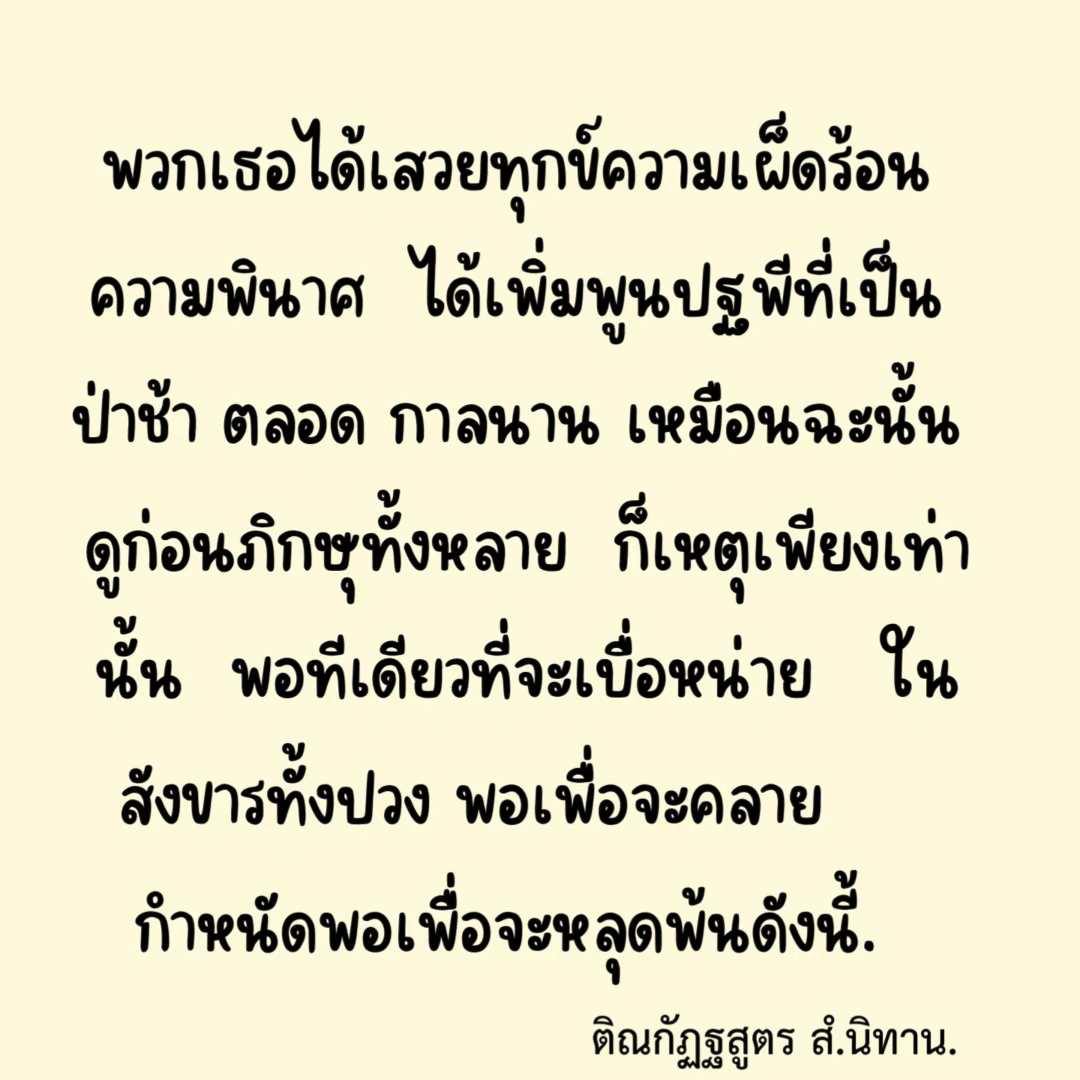 พวกเธอได้เสวยทุกข์ความเผ็ดร้อน
ความพินาศ ได้เพิ่มพูนปฐพีที่เป็น
ป่าช้า ตลอด กาลนาน เหมือนฉะนั้น
ดูก่อนภิกษุทั้งหลาย ก็เหตุเพียงเท่า
นั้น พอทีเดียวที่จะเบื่อหน่าย ใน
สังขารทั้งปวง พอเพื่อจะคลาย
กำหนัดพอเพื่อจะหลุดพ้นดังนี้.
ติณกัฏฐสูตร สํ.นิทาน.